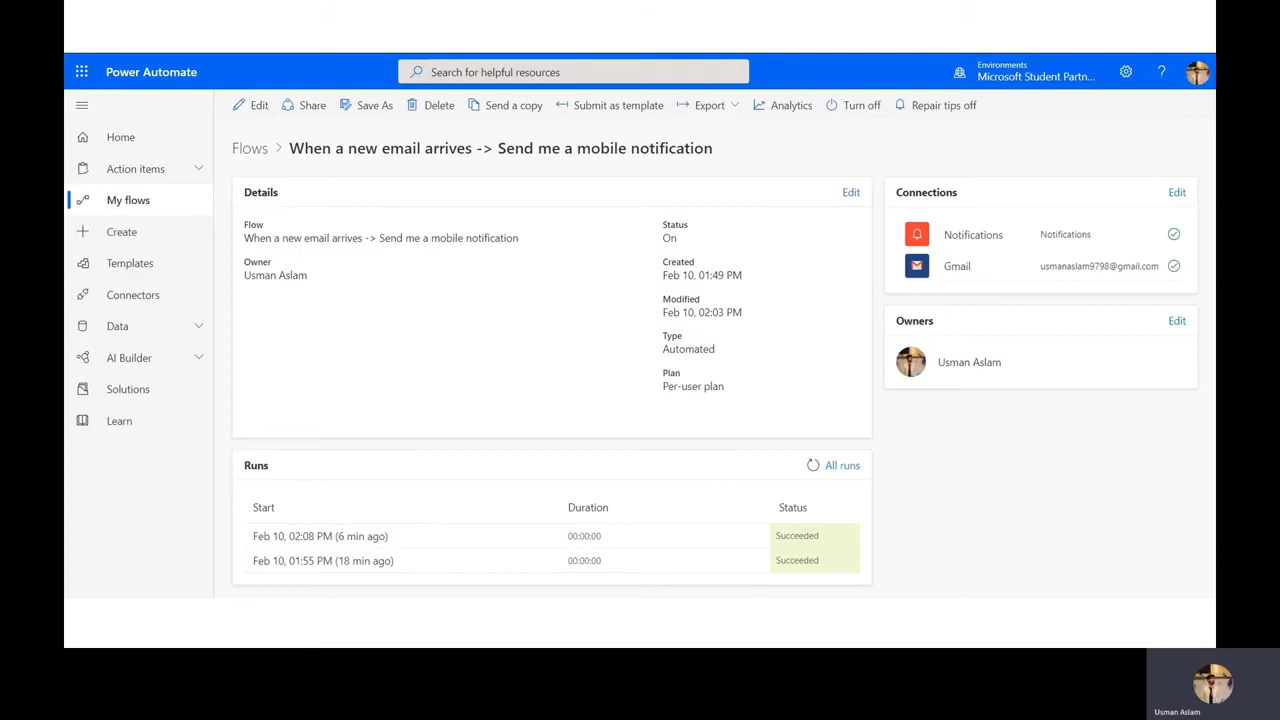 Power Automate
Search for helpful resources
Environments
Microsoft Student Partn...
?
Edit Share Save As Delete Send a copy Submit as template Export Analytics Turn off Repair tips off
Home
Action items
My flows
Create
Templates
Connectors
Data
AI Builder
Solutions
Learn
Flows > When a new email arrives -> Send me a mobile notification
Details Edit
Flow
When a new email arrives -> Send me a mobile notification
Owner
Usman Aslam
Status
On
Created
Feb 10, 01:49 PM
Modified
Feb 10, 02:03 PM
Type
Automated
Plan
Per-user plan
Connections Edit
Notifications Notifications
Gmail usmanaslam9798@gmail.com
Owners Edit
Usman Aslam
Runs All runs
Start Duration Status
Feb 10, 02:08 PM (6 min ago) 00:00:00 Succeeded
Feb 10, 01:55 PM (18 min ago) 00:00:00 Succeeded
Usman Aslam